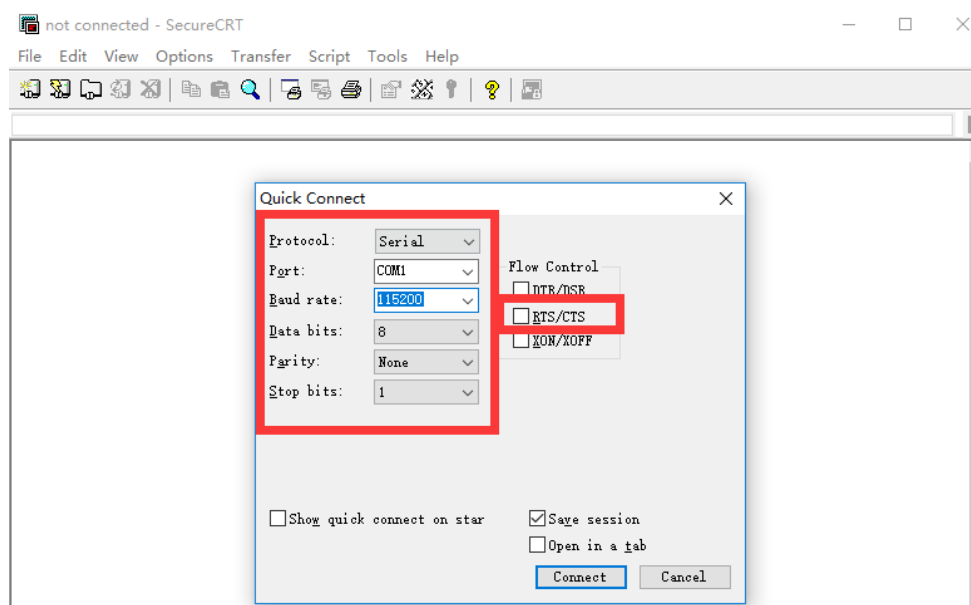 not connected - SecureCRT
File Edit View Options Transfer Script Tools Help
Quick Connect
Protocol: Serial
Port: COM1
Baud rate: 115200
Data bits: 8
Parity: None
Stop bits: 1
Flow Control
DTR/DSR
RTS/CTS
XON/XOFF
Show quick connect on star
Save session
Open in a tab
Connect Cancel